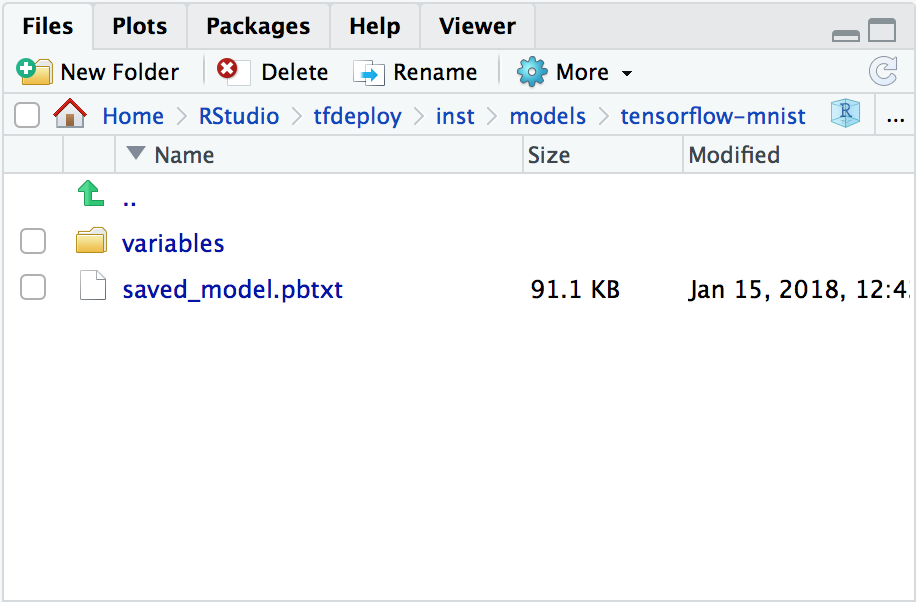 Files Plots Packages Help Viewer
New Folder Delete Rename More
Home RStudio tfdeploy inst models tensorflow-mnist R ...
Name Size Modified
..
variables
saved_model.pbtxt 91.1 KB Jan 15, 2018, 12:4